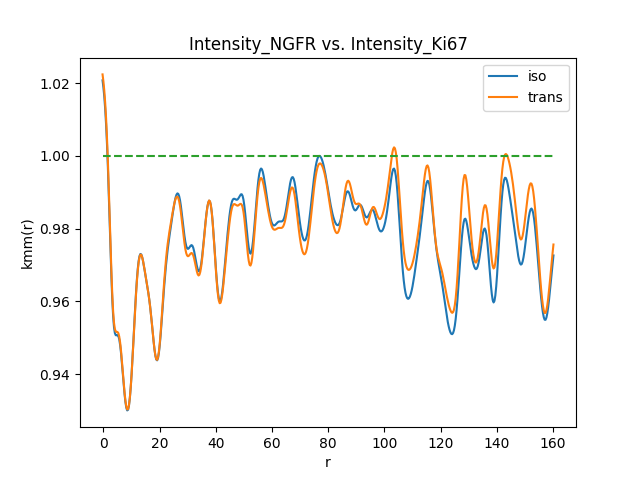 Intensity_NGFR vs. Intensity_Ki67
iso
trans
1.02
1.00
0.98
0.96
0.94
kmm(r)
0 20 40 60 80 100 120 140 160
r